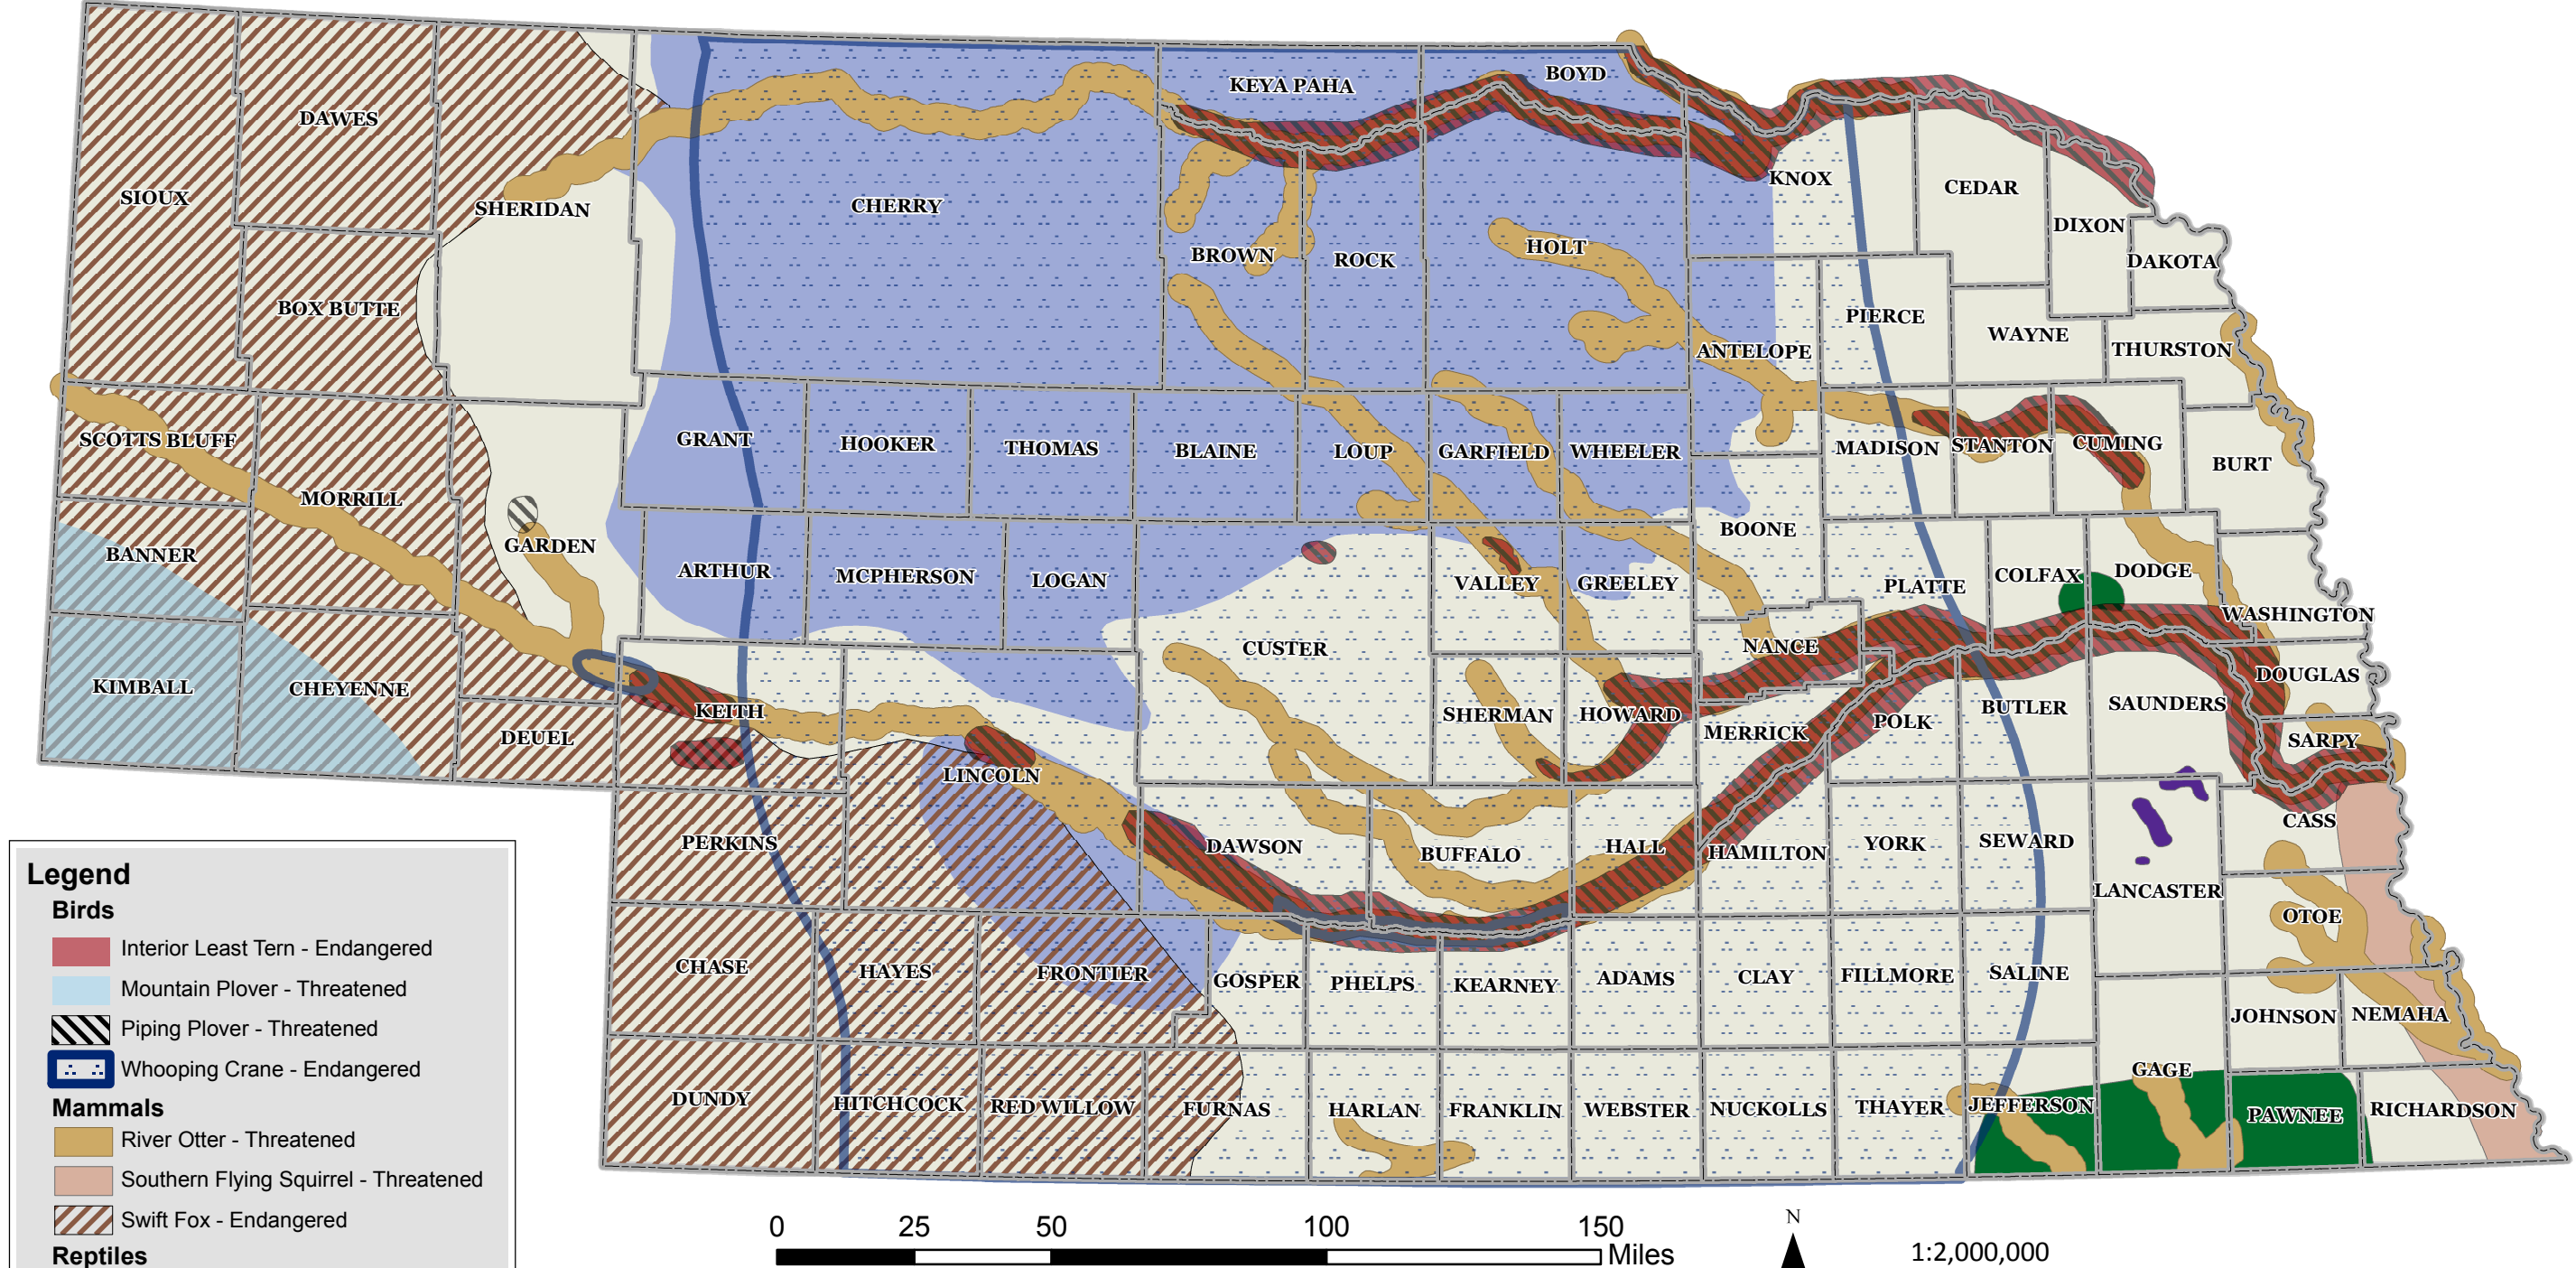 KEYA PAHA
BOYD
DAWES
SIOUX
SHERIDAN
CHERRY
KNOX
CEDAR
DIXON
BROWN
ROCK
HOLT
DAKOTA
BOX BUTTE
PIERCE
WAYNE
THURSTON
ANTELOPE
SCOTTS BLUFF
GRANT
HOOKER
THOMAS
BLAINE
LOUP
GARFIELD
WHEELER
MADISON
STANTON
CUMING
BURT
MORRILL
GARDEN
BANNER
ARTHUR
MCPHERSON
LOGAN
VALLEY
GREELEY
BOONE
PLATTE
COLFAX
DODGE
WASHINGTON
CUSTER
NANCE
KIMBALL
CHEYENNE
DEUEL
KEITH
LINCOLN
SHERMAN
HOWARD
MERRICK
POLK
BUTLER
SAUNDERS
DOUGLAS
SARPY
PERKINS
DAWSON
BUFFALO
HALL
HAMILTON
YORK
SEWARD
LANCASTER
CASS
OTOE
CHASE
HAYES
FRONTIER
GOSPER
PHELPS
KEARNEY
ADAMS
CLAY
FILLMORE
SALINE
JOHNSON
NEMAHA
GAGE
DUNDY
HITCHCOCK
RED WILLOW
FURNAS
HARLAN
FRANKLIN
WEBSTER
NUCKOLLS
THAYER
JEFFERSON
PAWNEE
RICHARDSON
Legend
Birds
Interior Least Tern - Endangered
Mountain Plover - Threatened
Piping Plover - Threatened
Whooping Crane - Endangered
Mammals
River Otter - Threatened
Southern Flying Squirrel - Threatened
Swift Fox - Endangered
Reptiles
0 25 50 100 150
Miles
N
1:2,000,000